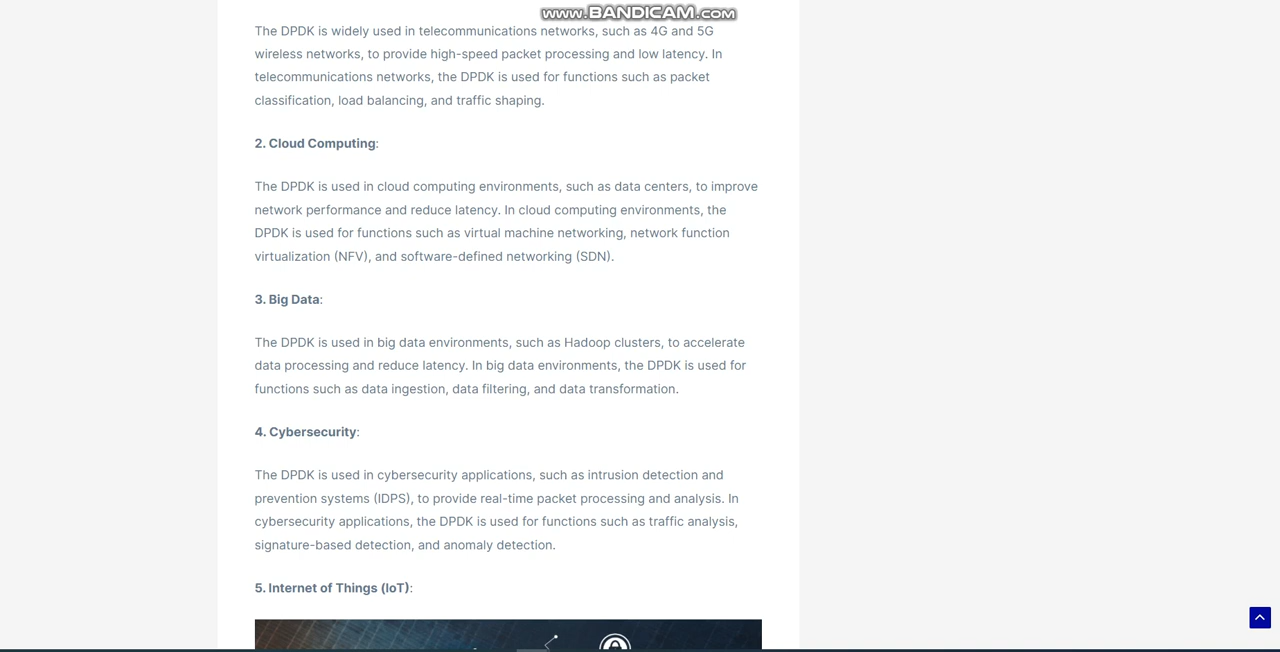 www.BANDICAM.com
The DPDK is widely used in telecommunications networks, such as 4G and 5G
wireless networks, to provide high-speed packet processing and low latency. In
telecommunications networks, the DPDK is used for functions such as packet
classification, load balancing, and traffic shaping.
2. Cloud Computing:
The DPDK is used in cloud computing environments, such as data centers, to improve
network performance and reduce latency. In cloud computing environments, the
DPDK is used for functions such as virtual machine networking, network function
virtualization (NFV), and software-defined networking (SDN).
3. Big Data:
The DPDK is used in big data environments, such as Hadoop clusters, to accelerate
data processing and reduce latency. In big data environments, the DPDK is used for
functions such as data ingestion, data filtering, and data transformation.
4. Cybersecurity:
The DPDK is used in cybersecurity applications, such as intrusion detection and
prevention systems (IDPS), to provide real-time packet processing and analysis. In
cybersecurity applications, the DPDK is used for functions such as traffic analysis,
signature-based detection, and anomaly detection.
5. Internet of Things (IoT):